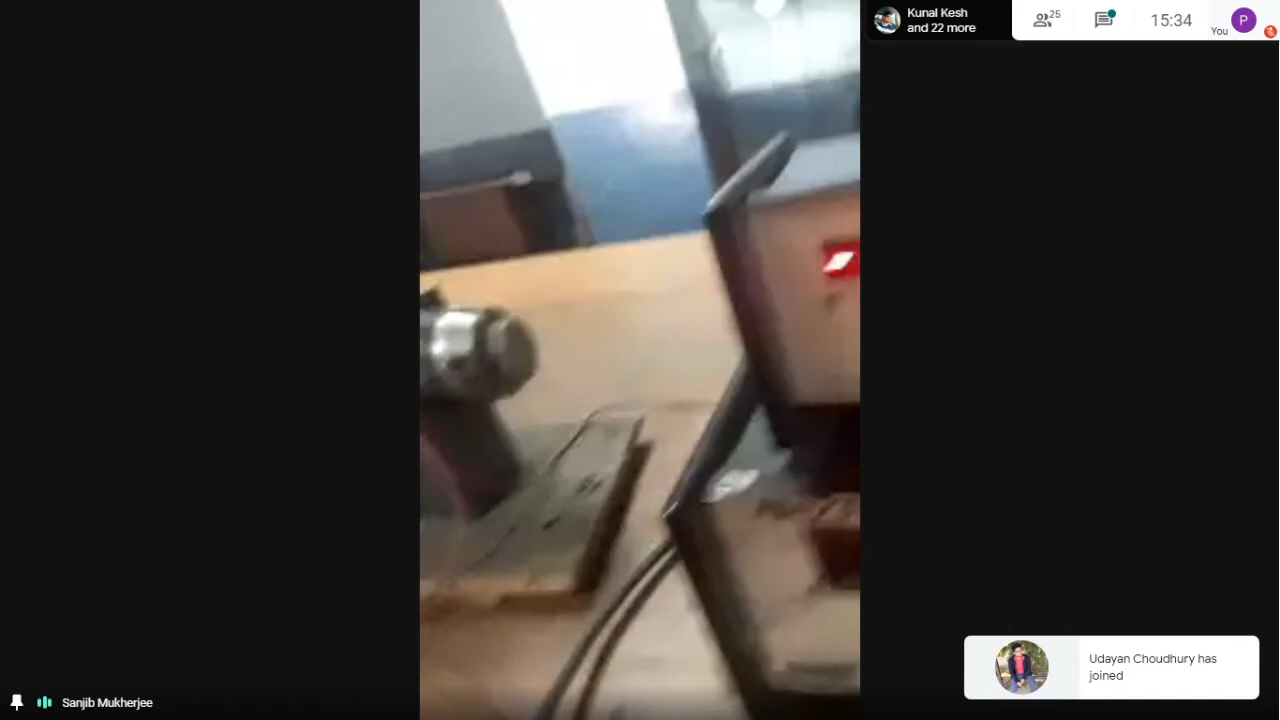 Kunal Kesh
and 22 more
25
15:34
You
P
Udayan Choudhury has
joined
Sanjib Mukherjee